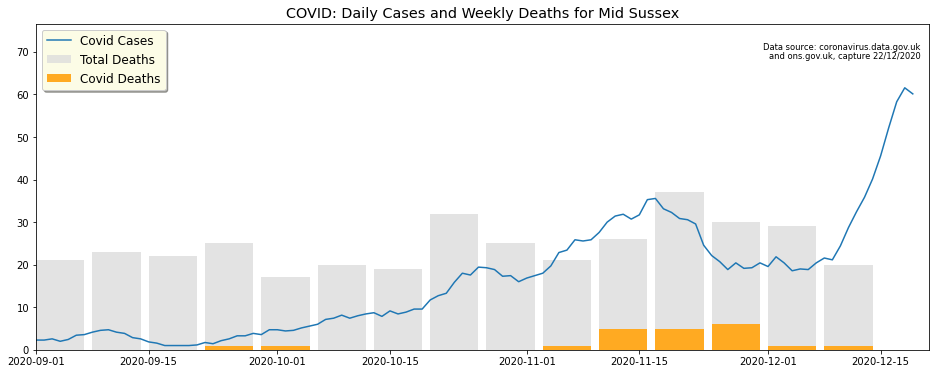 COVID: Daily Cases and Weekly Deaths for Mid Sussex
Covid Cases
Total Deaths
Covid Deaths
Data source: coronavirus.data.gov.uk
and ons.gov.uk, capture 22/12/2020
70
60
50
40
30
20
10
0
2020-09-01 2020-09-15 2020-10-01 2020-10-15 2020-11-01 2020-11-15 2020-12-01 2020-12-15